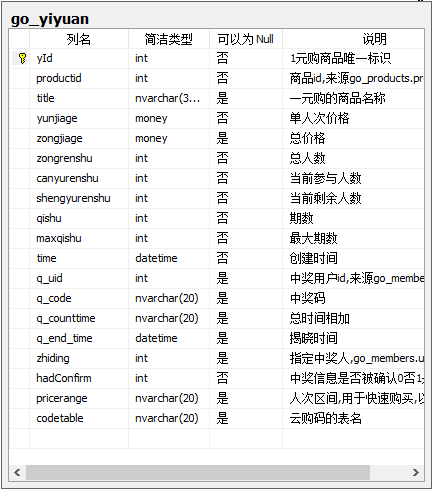 go_yiyuan
列名 简洁类型 可以为 Null 说明
yId int 否 1元购商品唯一标识
productid int 否 商品id,来源go_products.pr
title nvarchar(3... 是 一元购的商品名称
yunjiage money 否 单人次价格
zongjiage money 是 总价格
zongrenshu int 否 总人数
canyurenshu int 否 当前参与人数
shengyurenshu int 否 当前剩余人数
qishu int 否 期数
maxqishu int 否 最大期数
time datetime 否 创建时间
q_uid int 是 中奖用户id,来源go_memb
q_code nvarchar(20) 是 中奖码
q_counttime nvarchar(20) 是 总时间相加
q_end_time datetime 是 揭晓时间
zhiding int 是 指定中奖人,go_members.u
hadConfirm int 否 中奖信息是否被确认0否1
pricerange nvarchar(20) 是 人次区间,用于快速购买,以
codetable nvarchar(20) 是 云购码的表名